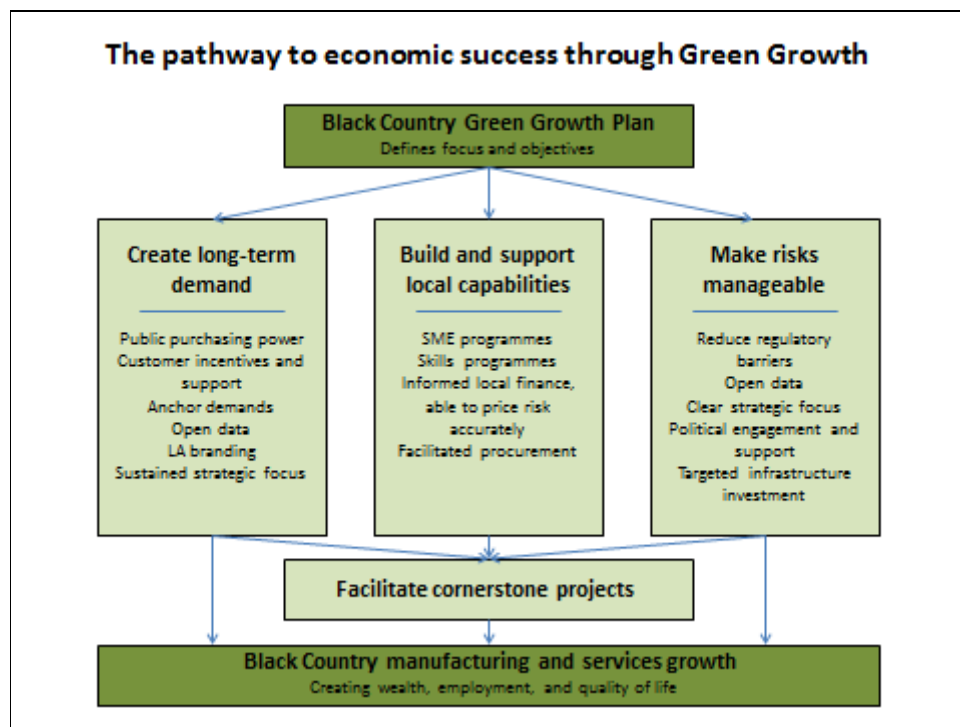 The pathway to economic success through Green Growth
Black Country Green Growth Plan
Defines focus and objectives
Create long-term
demand
Public purchasing power
Customer incentives and
support
Anchor demands
Open data
LA branding
Sustained strategic focus
Build and support
local capabilities
SME programmes
Skills programmes
Informed local finance,
able to price risk
accurately
Facilitated procurement
Make risks
manageable
Reduce regulatory
barriers
Open data
Clear strategic focus
Political engagement and
support
Targeted infrastructure
investment
Facilitate cornerstone projects
Black Country manufacturing and services growth
Creating wealth, employment, and quality of life